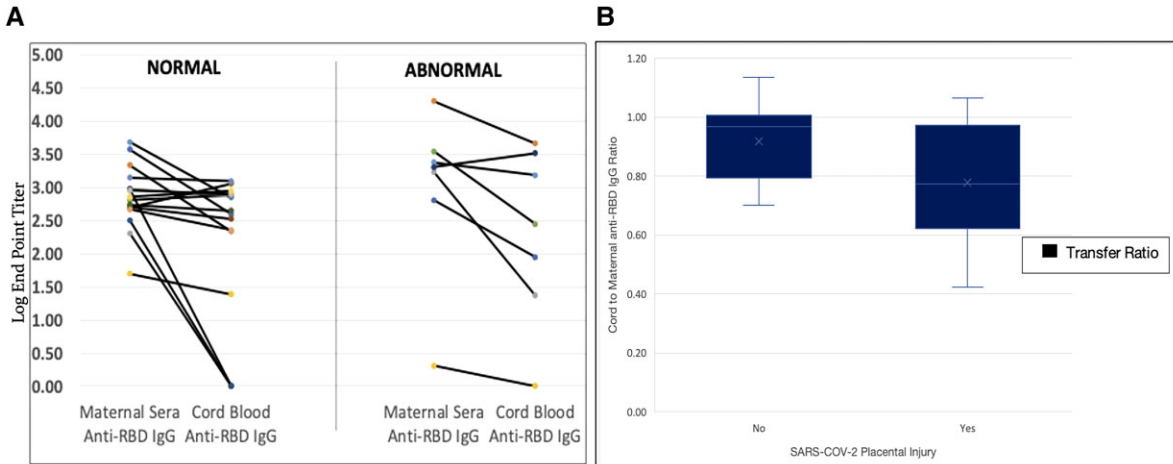 A
NORMAL
ABNORMAL
Log End Point Titer
5.00
4.50
4.00
3.50
3.00
2.50
2.00
1.50
1.00
0.50
0.00
Maternal Sera
Anti-RBD IgG
Cord Blood
Anti-RBD IgG
Maternal Sera
Anti-RBD IgG
Cord Blood
Anti-RBD IgG
B
Cord to Maternal anti-RBD IgG Ratio
1.20
1.00
0.80
0.60
0.40
0.20
0.00
No
Yes
SARS-COV-2 Placental Injury
Transfer Ratio